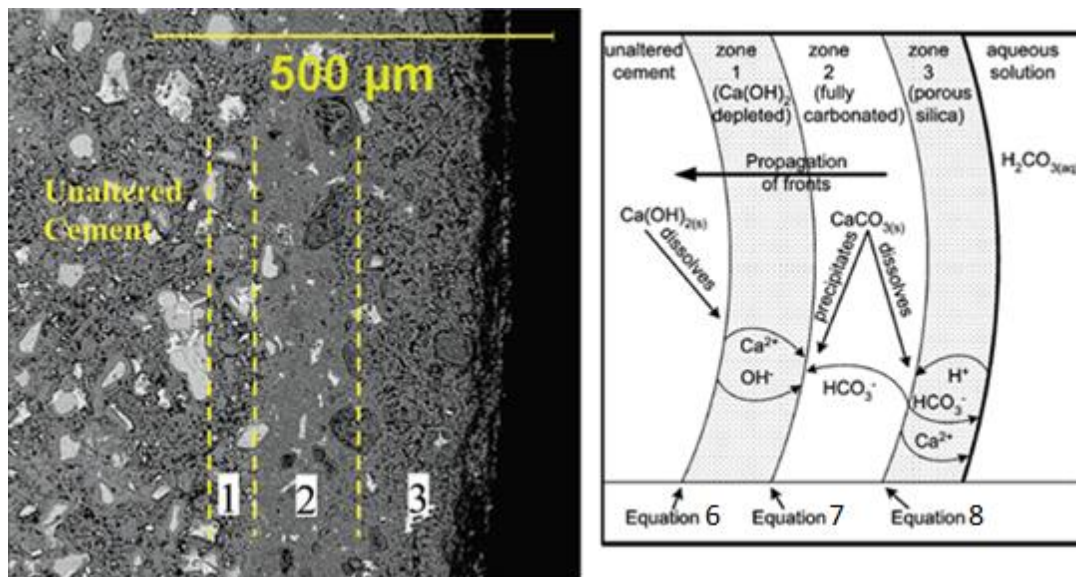 500 μm
Unaltered
Cement
1
2
3
unaltered
cement
zone
1
(Ca(OH)₂
depleted)
zone
2
(fully
carbonated)
zone
3
(porous
silica)
aqueous
solution
H₂CO₃(aq)
Propagation
of fronts
Ca(OH)₂(s)
dissolves
CaCO₃(s)
precipitates
dissolves
Ca²⁺
OH⁻
HCO₃⁻
H⁺
HCO₃⁻
Ca²⁺
Equation 6
Equation 7
Equation 8